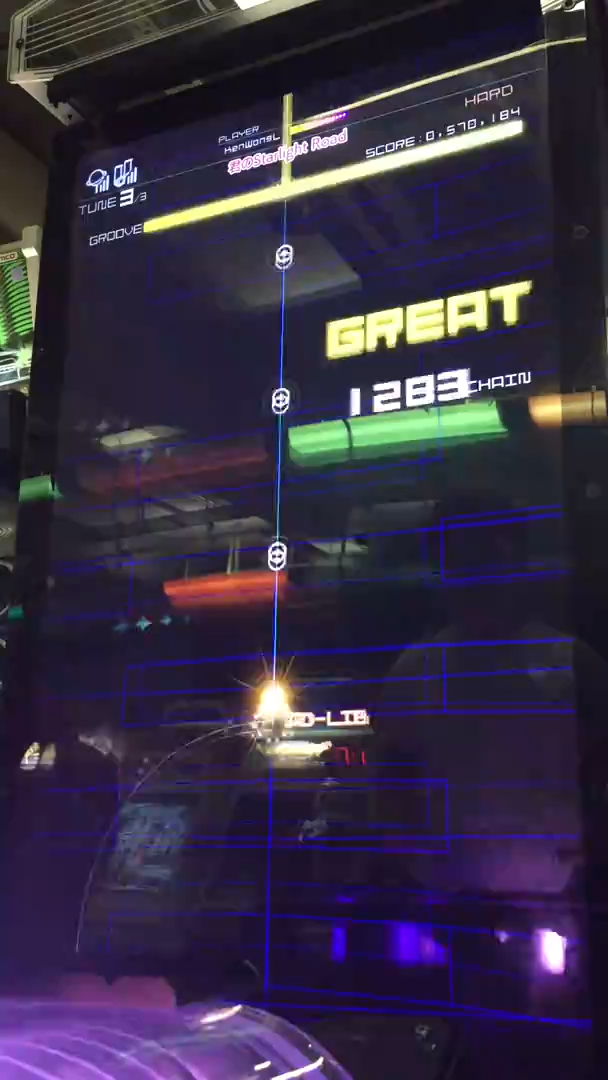 PLAYER
KenWongL
HARD
君のStarlight Road
SCORE:0,570,184
TUNE 3/3
GROOVE
GREAT
1283 CHAIN